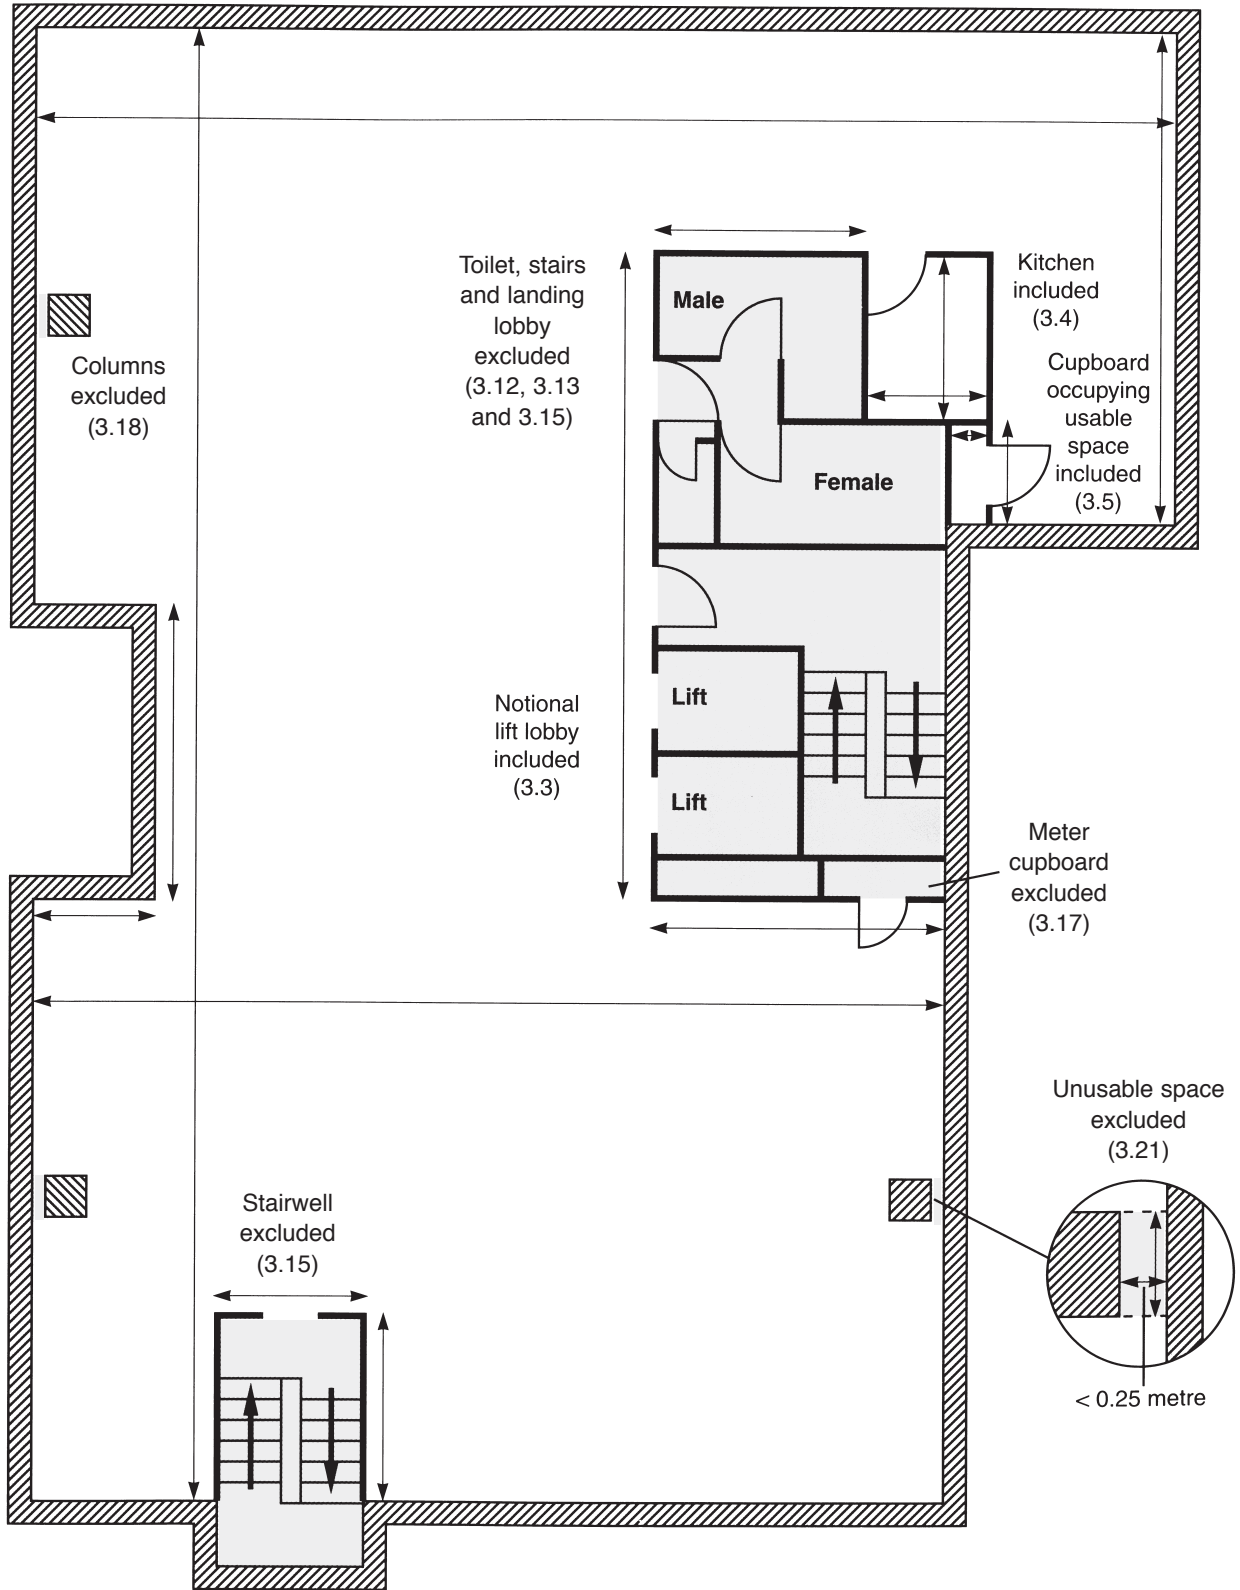 Toilet, stairs
and landing
lobby
excluded
(3.12, 3.13
and 3.15)
Male
Kitchen
included
(3.4)
Columns
excluded
(3.18)
Cupboard
occupying
usable
space
included
(3.5)
Female
Notional
lift lobby
included
(3.3)
Lift
Lift
Meter
cupboard
excluded
(3.17)
Unusable space
excluded
(3.21)
Stairwell
excluded
(3.15)
< 0.25 metre